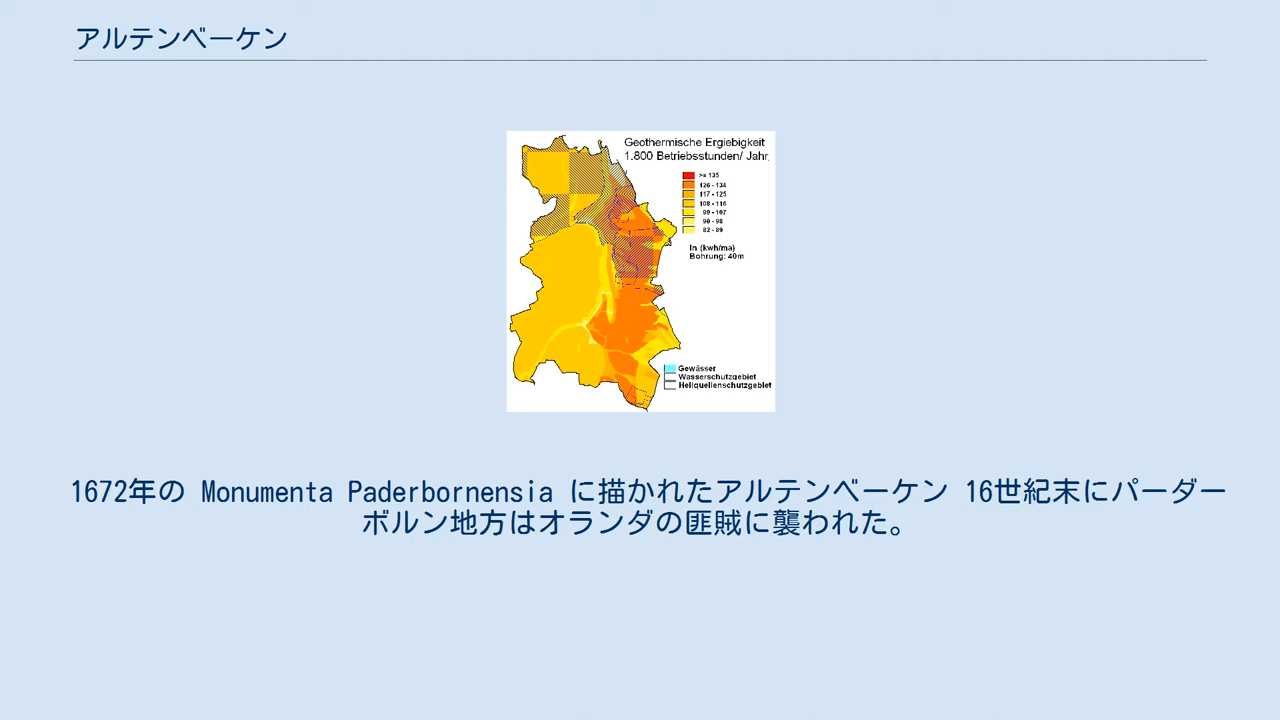 アルテンベーケン
Geothermische Ergiebigkeit
1.800 Betriebsstunden/ Jahr
>= 135
126 - 134
117 - 125
108 - 116
99 - 107
90 - 98
82 - 89
In (kwh/ma)
Bohrung: 40m
Gewässer
Wasserschutzgebiet
Heilquellenschutzgebiet
1672年の Monumenta Paderbornensia に描かれたアルテンベーケン 16世紀末にパーダー
ボルン地方はオランダの匪賊に襲われた。